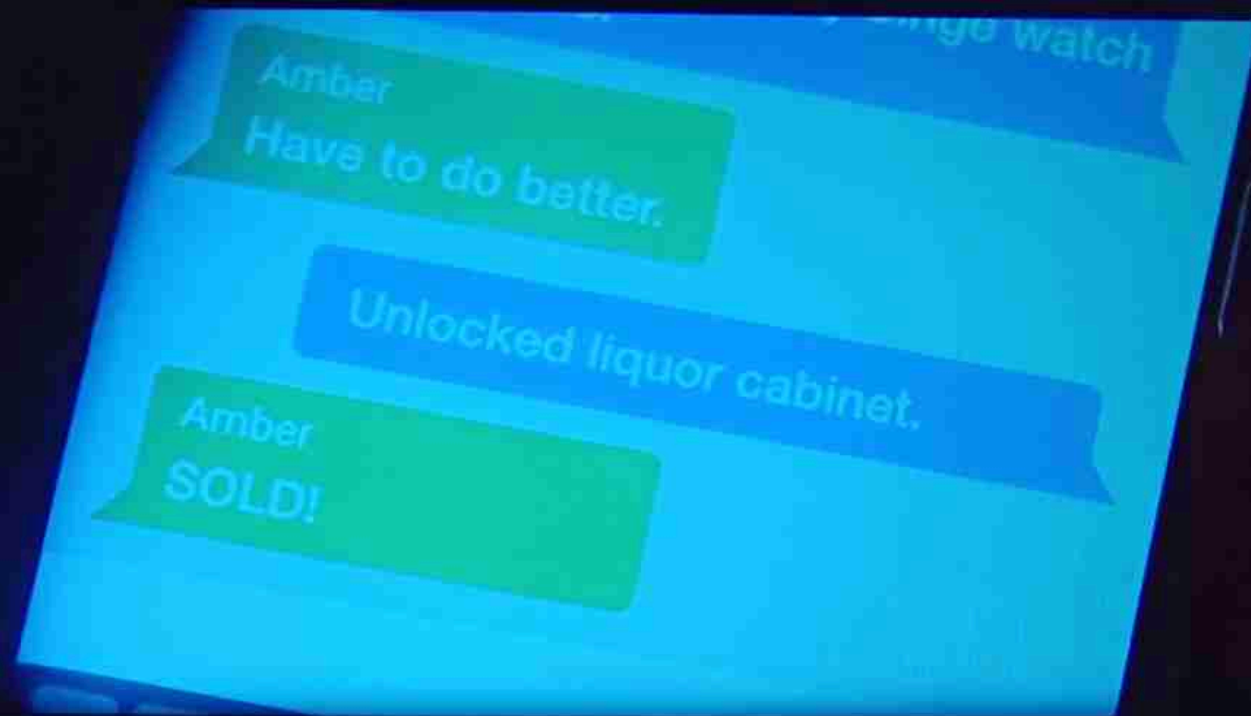 watch
Amber
Have to do better.
Unlocked liquor cabinet.
Amber
SOLD!